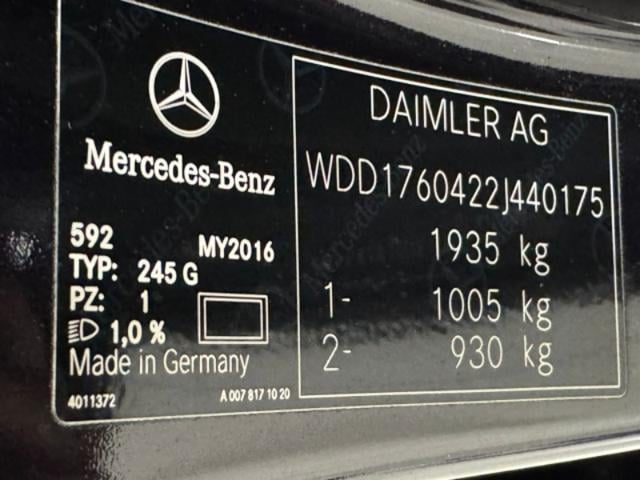 Mercedes-Benz
592 MY2016
TYP: 245 G
PZ: 1
1,0 %
Made in Germany
4011372 A 007 817 10 20
DAIMLER AG
WDD1760422J440175
1935 kg
1- 1005 kg
2- 930 kg